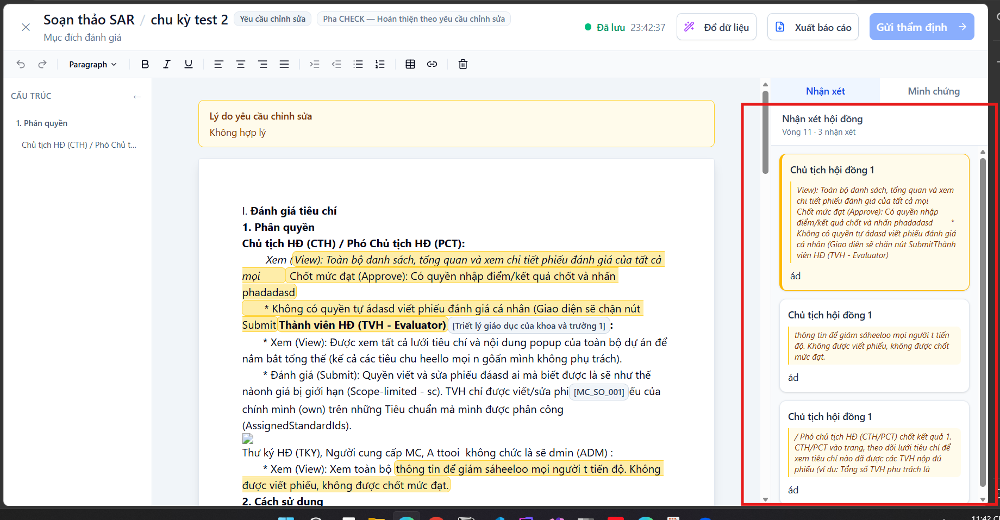 Soạn thảo SAR / chu kỳ test 2
Yêu cầu chỉnh sửa
Pha CHECK — Hoàn thiện theo yêu cầu chỉnh sửa
Mục đích đánh giá
Đã lưu 23:42:37
Đổ dữ liệu
Xuất báo cáo
Gửi thẩm định
Paragraph
CẤU TRÚC
1. Phân quyền
Chủ tịch HĐ (CTH) / Phó Chủ t...
Lý do yêu cầu chỉnh sửa
Không hợp lý
I. Đánh giá tiêu chí
1. Phân quyền
Chủ tịch HĐ (CTH) / Phó Chủ tịch HĐ (PCT):
Xem (View): Toàn bộ danh sách, tổng quan và xem chi tiết phiếu đánh giá của tất cả
mọi Chốt mức đạt (Approve): Có quyền nhập điểm/kết quả chốt và nhấn
phadadasd
* Không có quyền tự ádasd viết phiếu đánh giá cá nhân (Giao diện sẽ chặn nút
SubmitThành viên HĐ (TVH - Evaluator) [Triết lý giáo dục của khoa và trường 1]:
* Xem (View): Được xem tất cả lưới tiêu chí và nội dung popup của toàn bộ dự án để
nắm bắt tổng thể (kể cả các tiêu chu heello mọi n gôẩn mình không phụ trách).
* Đánh giá (Submit): Quyền viết và sửa phiếu đáasd ai mà biết được là sẽ như thế
nàonh giá bị giới hạn (Scope-limited - sc). TVH chỉ được viết/sửa phi[MC_SO_001]ếu của
chính mình (own) trên những Tiêu chuẩn mà mình được phân công
(AssignedStandardIds).
Thư ký HĐ (TKY), Người cung cấp MC, A ttooi không chức là sẽ dmin (ADM) :
* Xem (View): Xem toàn bộ thông tin để giám sáheeloo mọi người t tiến độ. Không
được viết phiếu, không được chốt mức đạt.
2. Cách sử dụng
Nhận xét
Minh chứng
Nhận xét hội đồng
Vòng 11 · 3 nhận xét
Chủ tịch hội đồng 1
View): Toàn bộ danh sách, tổng quan và xem
chi tiết phiếu đánh giá của tất cả mọi
Chốt mức đạt (Approve): Có quyền nhập
điểm/kết quả chốt và nhấn phadadasd *
Không có quyền tự ádasd viết phiếu đánh giá
cá nhân (Giao diện sẽ chặn nút SubmitThành
viên HĐ (TVH - Evaluator)
ád
Chủ tịch hội đồng 1
thông tin để giám sáheeloo mọi người t tiến
độ. Không được viết phiếu, không được chốt
mức đạt.
ád
Chủ tịch hội đồng 1
/ Phó chủ tịch HĐ (CTH/PCT) chốt kết quả 1.
CTH/PCT vào trang, theo dõi lưới tiêu chí để
xem tiêu chí nào đã được các TVH nộp đủ
phiếu (ví dụ: Tổng số TVH phụ trách là
ád